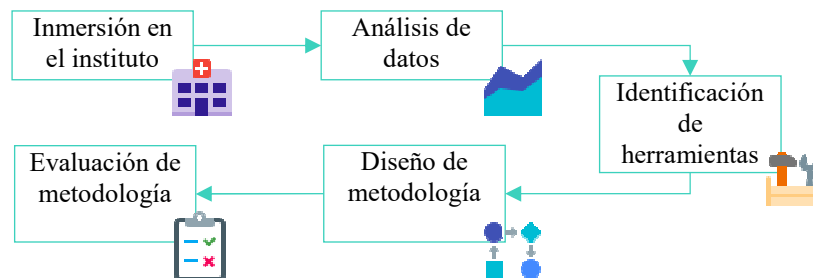 Inmersión en
el instituto
Análisis de
datos
Identificación
de
herramientas
Diseño de
metodología
Evaluación de
metodología